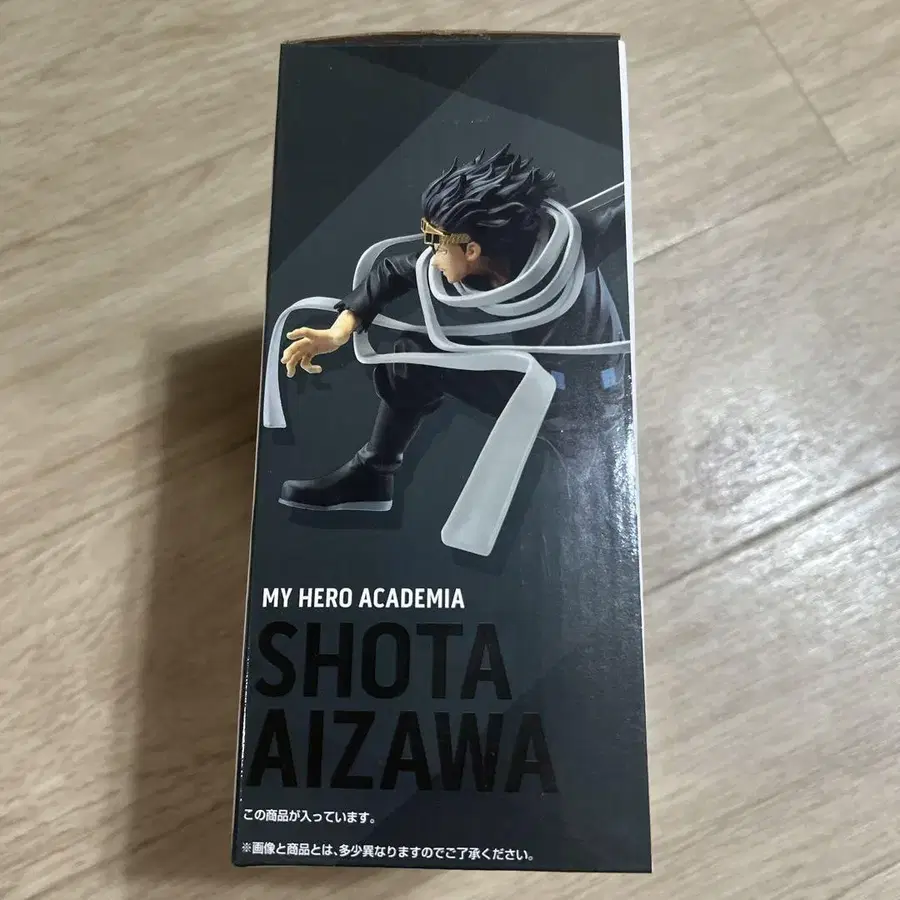 MY HERO ACADEMIA
SHOTA
AIZAWA
この商品が入っています。
※画像と商品とは、多少異なりますのでご了承ください。